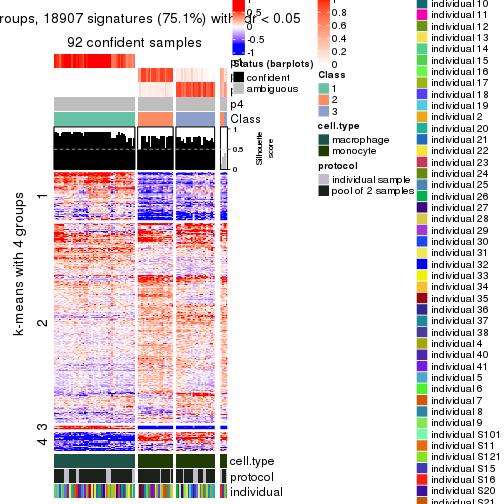 roups, 18907 signatures (75.1%) with fdr < 0.05
92 confident samples
p4
Class
1
0.5
0
Silhouette
score
k-means with 4 groups
1
2
3
4
cell.type
protocol
individual
0.5
0
-0.5
-1
Status (barplots)
confident
ambiguous
0.8
0.6
0.4
0.2
0
Class
1
2
3
cell.type
macrophage
monocyte
protocol
individual sample
pool of 2 samples
individual 10
individual 11
individual 12
individual 13
individual 14
individual 15
individual 16
individual 17
individual 18
individual 19
individual 2
individual 20
individual 21
individual 22
individual 23
individual 24
individual 25
individual 26
individual 27
individual 28
individual 29
individual 30
individual 31
individual 32
individual 33
individual 34
individual 35
individual 36
individual 37
individual 38
individual 4
individual 40
individual 41
individual 5
individual 6
individual 7
individual 8
individual 9
individual S101
individual S11
individual S121
individual S15
individual S16
individual S20
individual S21